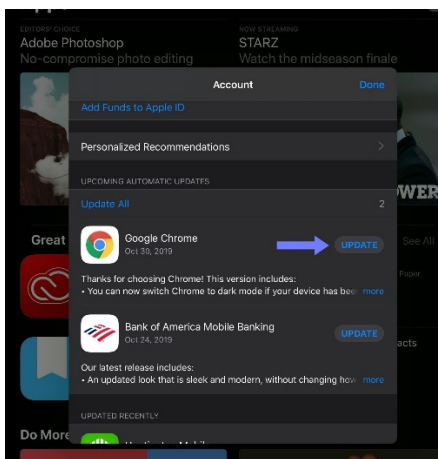 EDITORS' CHOICE
Adobe Photoshop
No-compromise photo editing
NOW STREAMING
STARZ
Watch the midseason finale
Account
Done
Add Funds to Apple ID
Personalized Recommendations
UPCOMING AUTOMATIC UPDATES
Update All
2
Google Chrome
Oct 30, 2019
UPDATE
Thanks for choosing Chrome! This version includes:
• You can now switch Chrome to dark mode if your device has bee more
Bank of America Mobile Banking
Oct 24, 2019
UPDATE
Our latest release includes:
• An updated look that is sleek and modern, without changing how more
UPDATED RECENTLY
Great
See All
Paper
acts
Do More